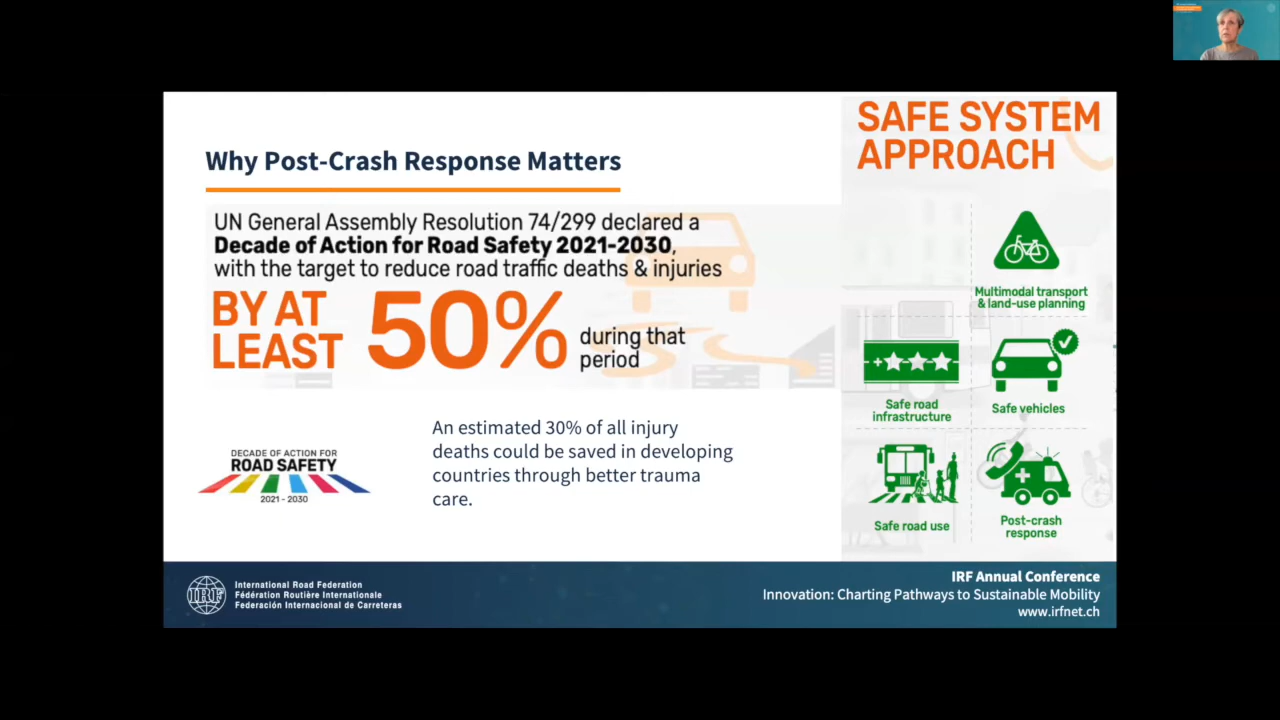 Why Post-Crash Response Matters
UN General Assembly Resolution 74/299 declared a
Decade of Action for Road Safety 2021-2030,
with the target to reduce road traffic deaths & injuries
BY AT
LEAST
50%
during that
period
An estimated 30% of all injury
deaths could be saved in developing
countries through better trauma
care.
DECADE OF ACTION FOR
ROAD SAFETY
2021 - 2030
SAFE SYSTEM
APPROACH
Multimodal transport
& land-use planning
Safe road
infrastructure
Safe vehicles
Safe road use
Post-crash
response
IRF
International Road Federation
Fédération Routière Internationale
Federación Internacional de Carreteras
IRF Annual Conference
Innovation: Charting Pathways to Sustainable Mobility
www.irfnet.ch